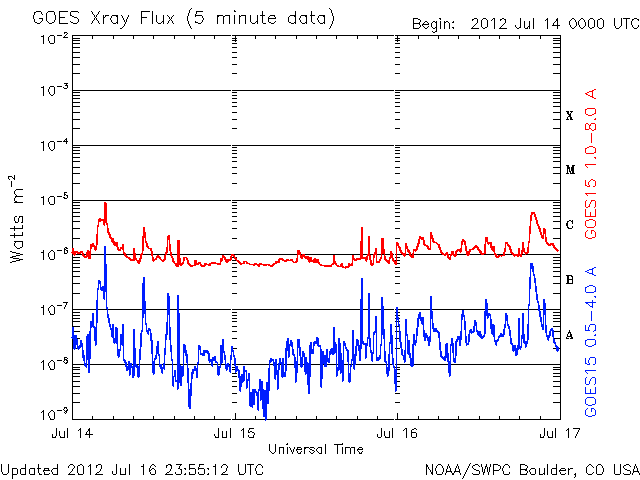 GOES Xray Flux (5 minute data)
Begin: 2012 Jul 14 0000 UTC
10⁻²
10⁻³
10⁻⁴
10⁻⁵
10⁻⁶
10⁻⁷
10⁻⁸
10⁻⁹
Watts m⁻²
X
M
C
B
A
GOES15 1.0-8.0 A
GOES15 0.5-4.0 A
Jul 14
Jul 15
Jul 16
Jul 17
Universal Time
Updated 2012 Jul 16 23:55:12 UTC
NOAA/SWPC Boulder, CO USA